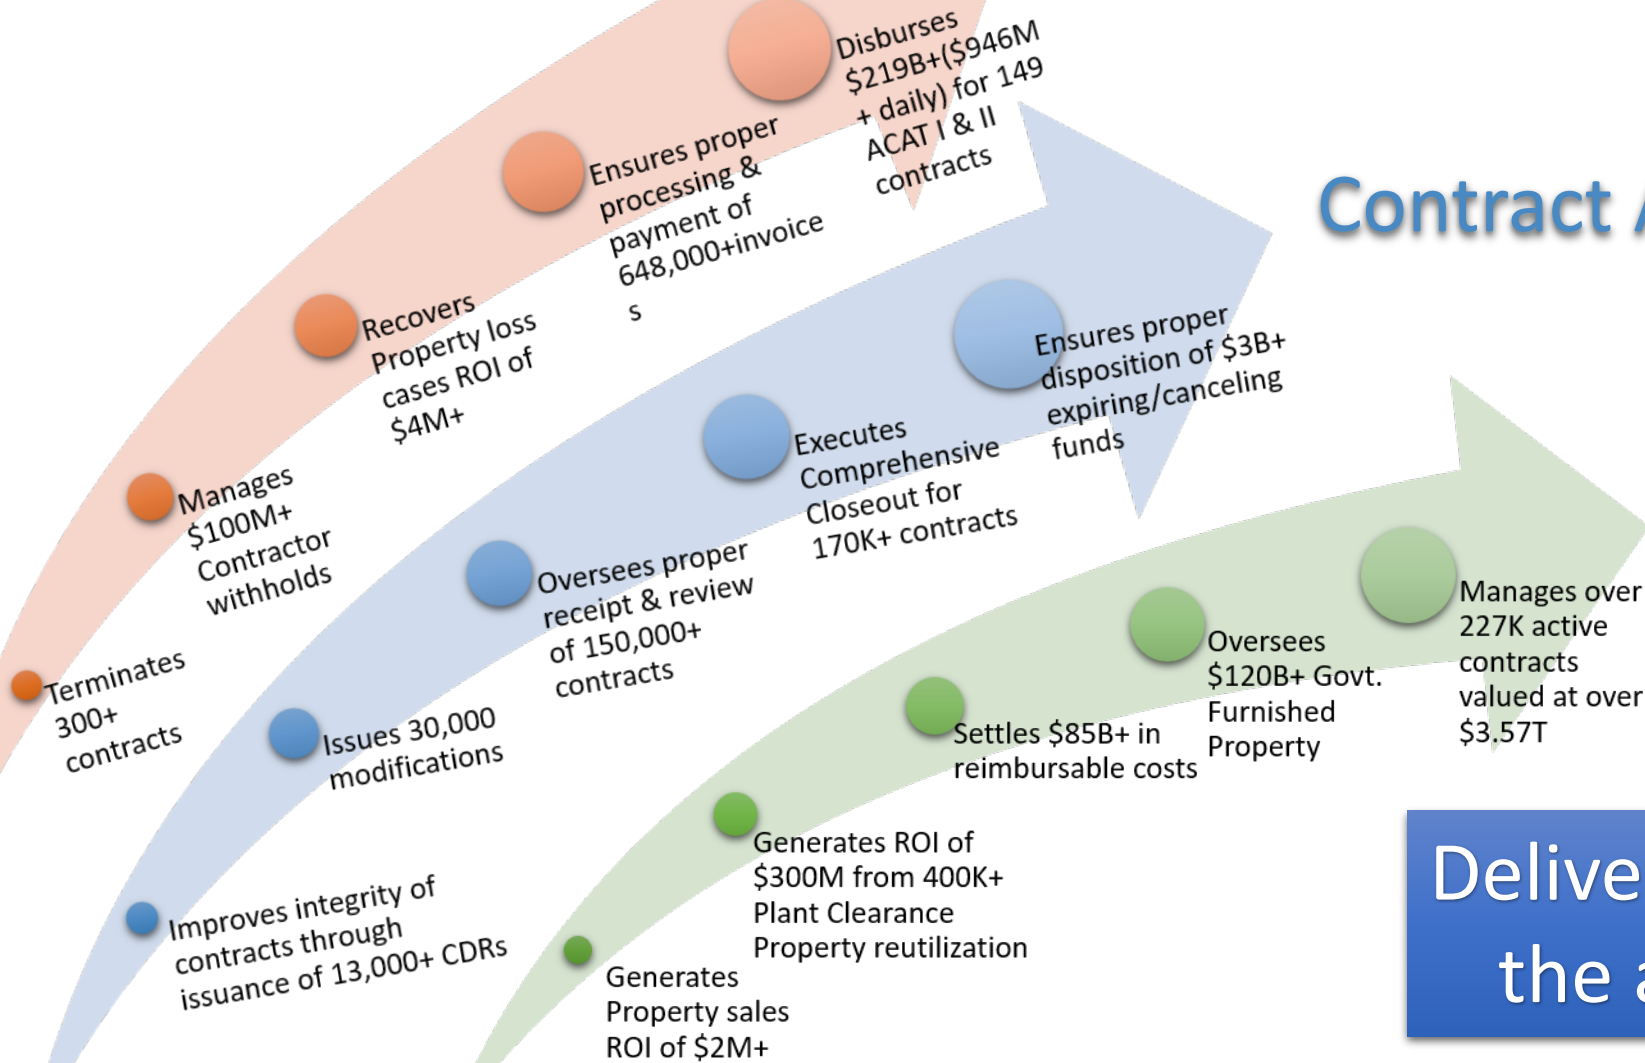 Disburses
$219B+($946M
+ daily) for 149
ACAT I & II
contracts
Ensures proper
processing &
payment of
648,000+invoice
s
Recovers
Property loss
cases ROI of
$4M+
Manages
$100M+
Contractor
withholds
Terminates
300+
contracts
Contract A
Ensures proper
disposition of $3B+
expiring/canceling
funds
Executes
Comprehensive
Closeout for
170K+ contracts
Oversees proper
receipt & review
of 150,000+
contracts
Issues 30,000
modifications
Improves integrity of
contracts through
issuance of 13,000+ CDRs
Manages over
227K active
contracts
valued at over
$3.57T
Oversees
$120B+ Govt.
Furnished
Property
Settles $85B+ in
reimbursable costs
Generates ROI of
$300M from 400K+
Plant Clearance
Property reutilization
Generates
Property sales
ROI of $2M+
Delive
the a